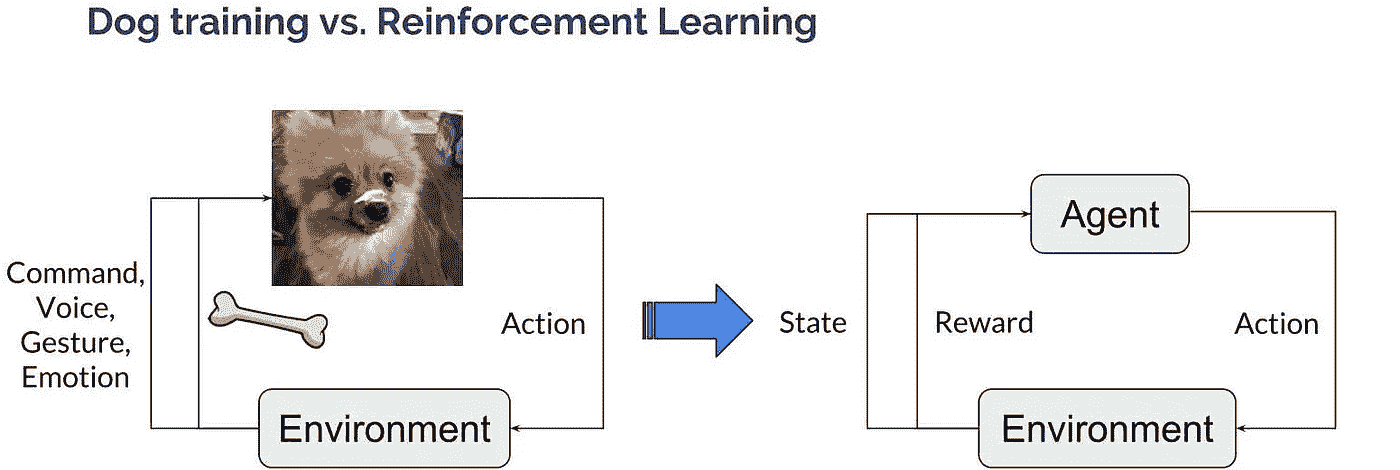 Dog training vs. Reinforcement Learning
Command,
Voice,
Gesture,
Emotion
Action
Environment
State
Reward
Agent
Action
Environment